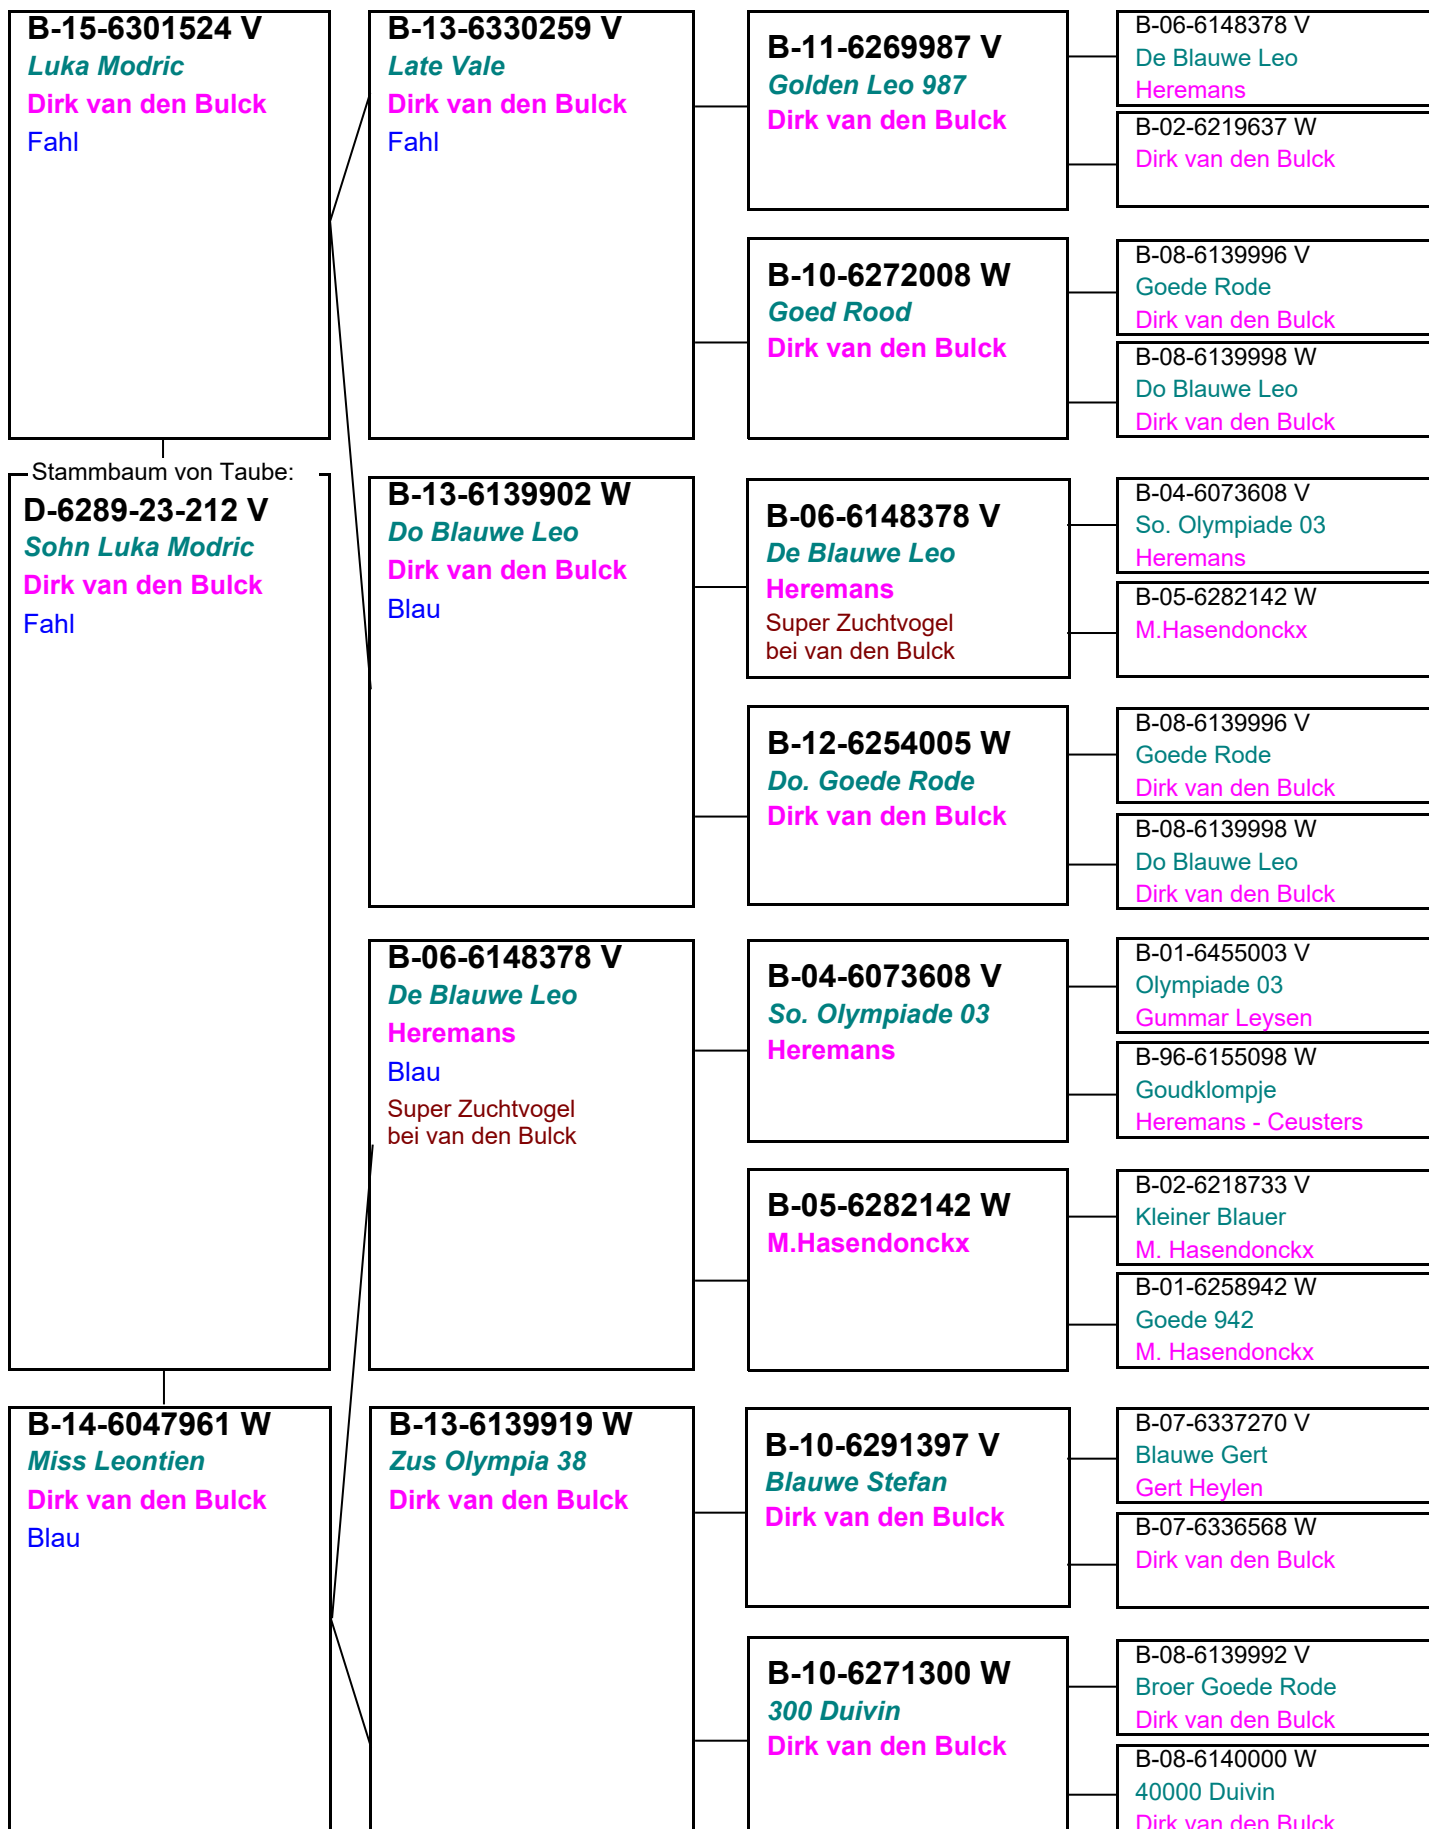 B-15-6301524 V
Luka Modric
Dirk van den Bulck
Fahl
Stammbaum von Taube:
D-6289-23-212 V
Sohn Luka Modric
Dirk van den Bulck
Fahl
B-14-6047961 W
Miss Leontien
Dirk van den Bulck
Blau
B-13-6330259 V
Late Vale
Dirk van den Bulck
Fahl
B-13-6139902 W
Do Blauwe Leo
Dirk van den Bulck
Blau
B-06-6148378 V
De Blauwe Leo
Heremans
Blau
Super Zuchtvogel
bei van den Bulck
B-13-6139919 W
Zus Olympia 38
Dirk van den Bulck
B-11-6269987 V
Golden Leo 987
Dirk van den Bulck
B-10-6272008 W
Goed Rood
Dirk van den Bulck
B-06-6148378 V
De Blauwe Leo
Heremans
Super Zuchtvogel
bei van den Bulck
B-12-6254005 W
Do. Goede Rode
Dirk van den Bulck
B-04-6073608 V
So. Olympiade 03
Heremans
B-05-6282142 W
M.Hasendonckx
B-10-6291397 V
Blauwe Stefan
Dirk van den Bulck
B-10-6271300 W
300 Duivin
Dirk van den Bulck
B-06-6148378 V
De Blauwe Leo
Heremans
B-02-6219637 W
Dirk van den Bulck
B-08-6139996 V
Goede Rode
Dirk van den Bulck
B-08-6139998 W
Do Blauwe Leo
Dirk van den Bulck
B-04-6073608 V
So. Olympiade 03
Heremans
B-05-6282142 W
M.Hasendonckx
B-08-6139996 V
Goede Rode
Dirk van den Bulck
B-08-6139998 W
Do Blauwe Leo
Dirk van den Bulck
B-01-6455003 V
Olympiade 03
Gummar Leysen
B-96-6155098 W
Goudklompje
Heremans - Ceusters
B-02-6218733 V
Kleiner Blauer
M. Hasendonckx
B-01-6258942 W
Goede 942
M. Hasendonckx
B-07-6337270 V
Blauwe Gert
Gert Heylen
B-07-6336568 W
Dirk van den Bulck
B-08-6139992 V
Broer Goede Rode
Dirk van den Bulck
B-08-6140000 W
40000 Duivin
Dirk van den Bulck